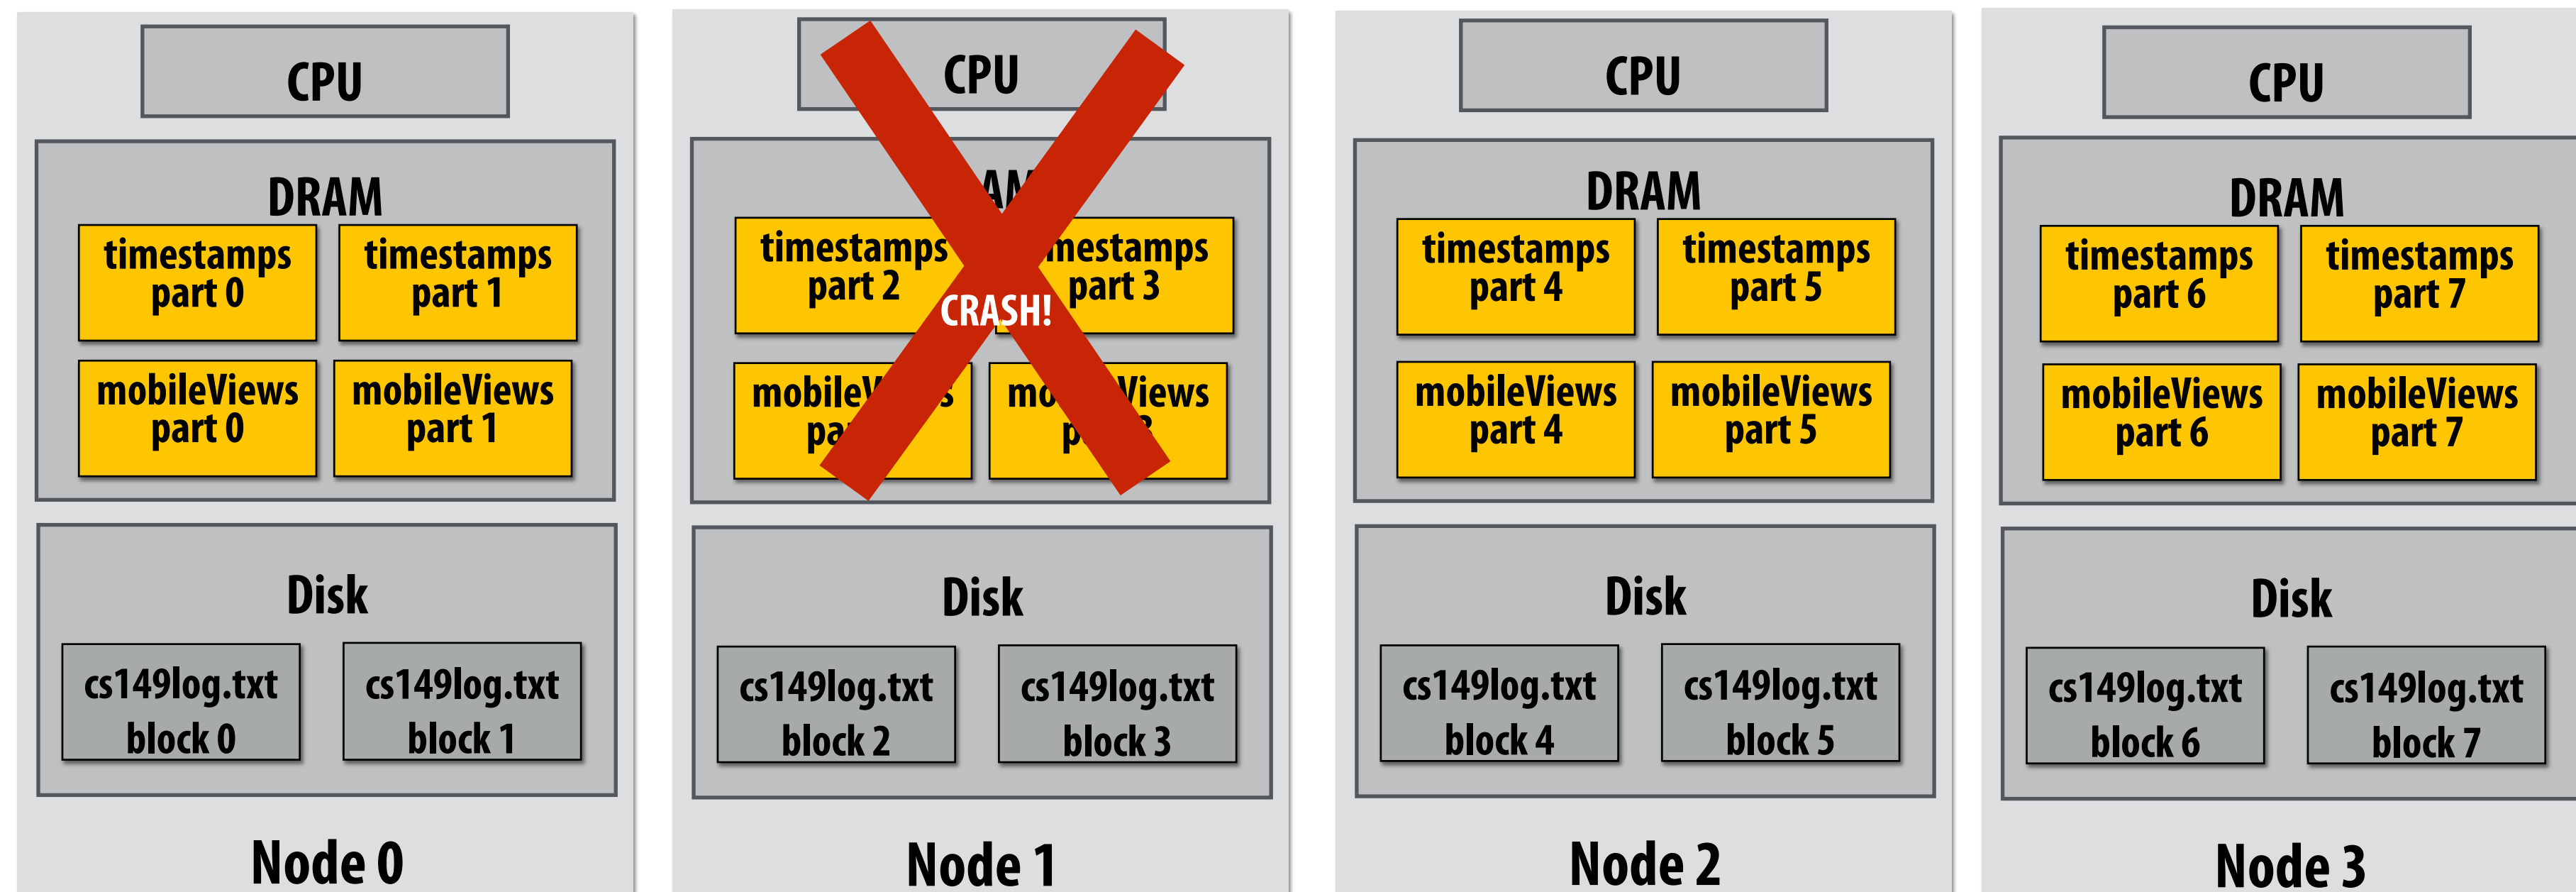 CPU
DRAM
timestamps
part 0
timestamps
part 1
mobileViews
part 0
mobileViews
part 1
Disk
cs149log.txt
block 0
cs149log.txt
block 1
Node 0
CPU
timestamps
part 2
part 3
CRASH!
Disk
cs149log.txt
block 2
cs149log.txt
block 3
Node 1
CPU
DRAM
timestamps
part 4
timestamps
part 5
mobileViews
part 4
mobileViews
part 5
Disk
cs149log.txt
block 4
cs149log.txt
block 5
Node 2
CPU
DRAM
timestamps
part 6
timestamps
part 7
mobileViews
part 6
mobileViews
part 7
Disk
cs149log.txt
block 6
cs149log.txt
block 7
Node 3